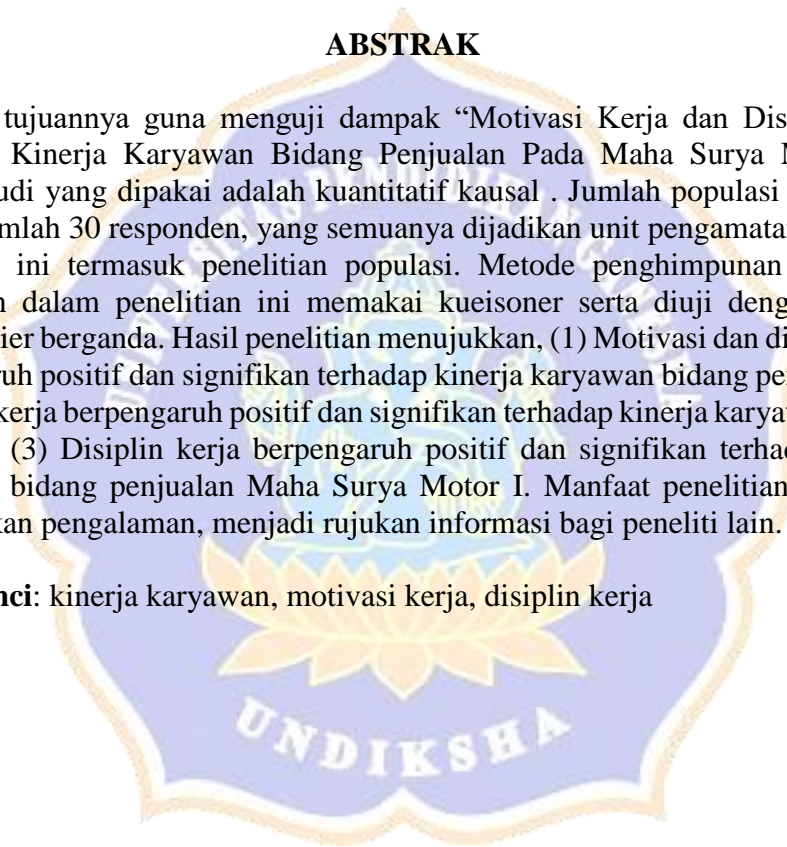 ABSTRAK
tujuannya guna menguji dampak “Motivasi Kerja dan Dis
Kinerja Karyawan Bidang Penjualan Pada Maha Surya M
udi yang dipakai adalah kuantitatif kausal . Jumlah populasi
mlah 30 responden, yang semuanya dijadikan unit pengamata
ini termasuk penelitian populasi. Metode penghimpunan
dalam penelitian ini memakai kueisoner serta diuji deng
ier berganda. Hasil penelitian menujukkan, (1) Motivasi dan di
ruh positif dan signifikan terhadap kinerja karyawan bidang pe
kerja berpengaruh positif dan signifikan terhadap kinerja karya
(3) Disiplin kerja berpengaruh positif dan signifikan terha
bidang penjualan Maha Surya Motor I. Manfaat penelitian
kan pengalaman, menjadi rujukan informasi bagi peneliti lain.
nci: kinerja karyawan, motivasi kerja, disiplin kerja
UNIVERSITAS PENDIDIKAN GANESHA
UNDIKSHA